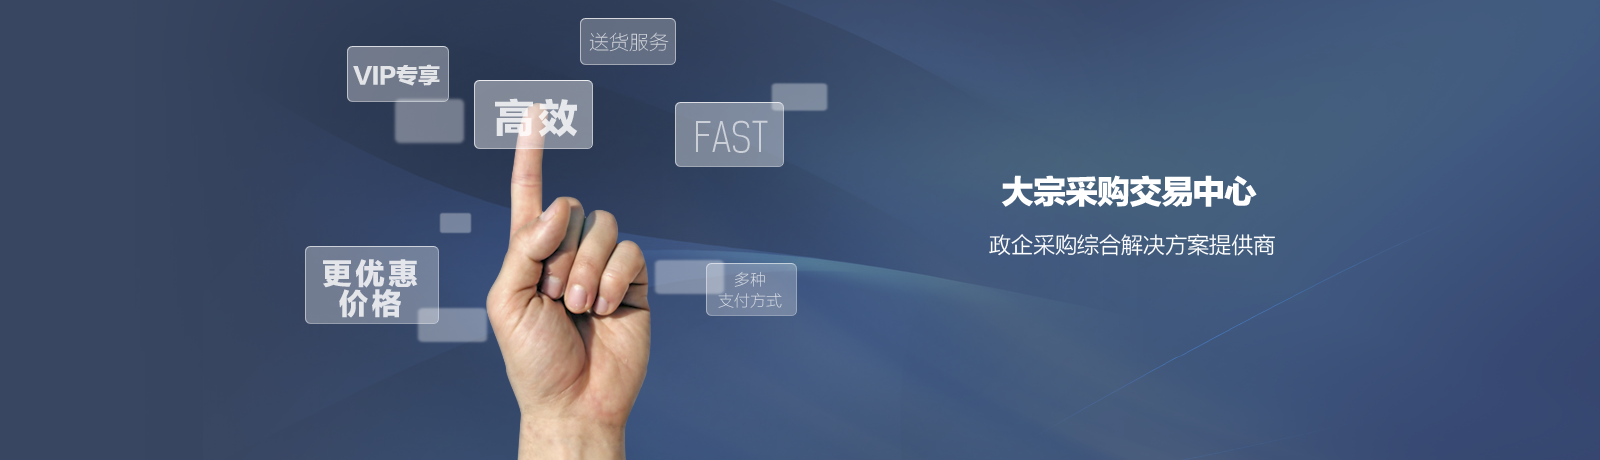 送货服务
VIP专享
高效
FAST
大宗采购交易中心
政企采购综合解决方案提供商
更优惠
价格
多种
支付方式